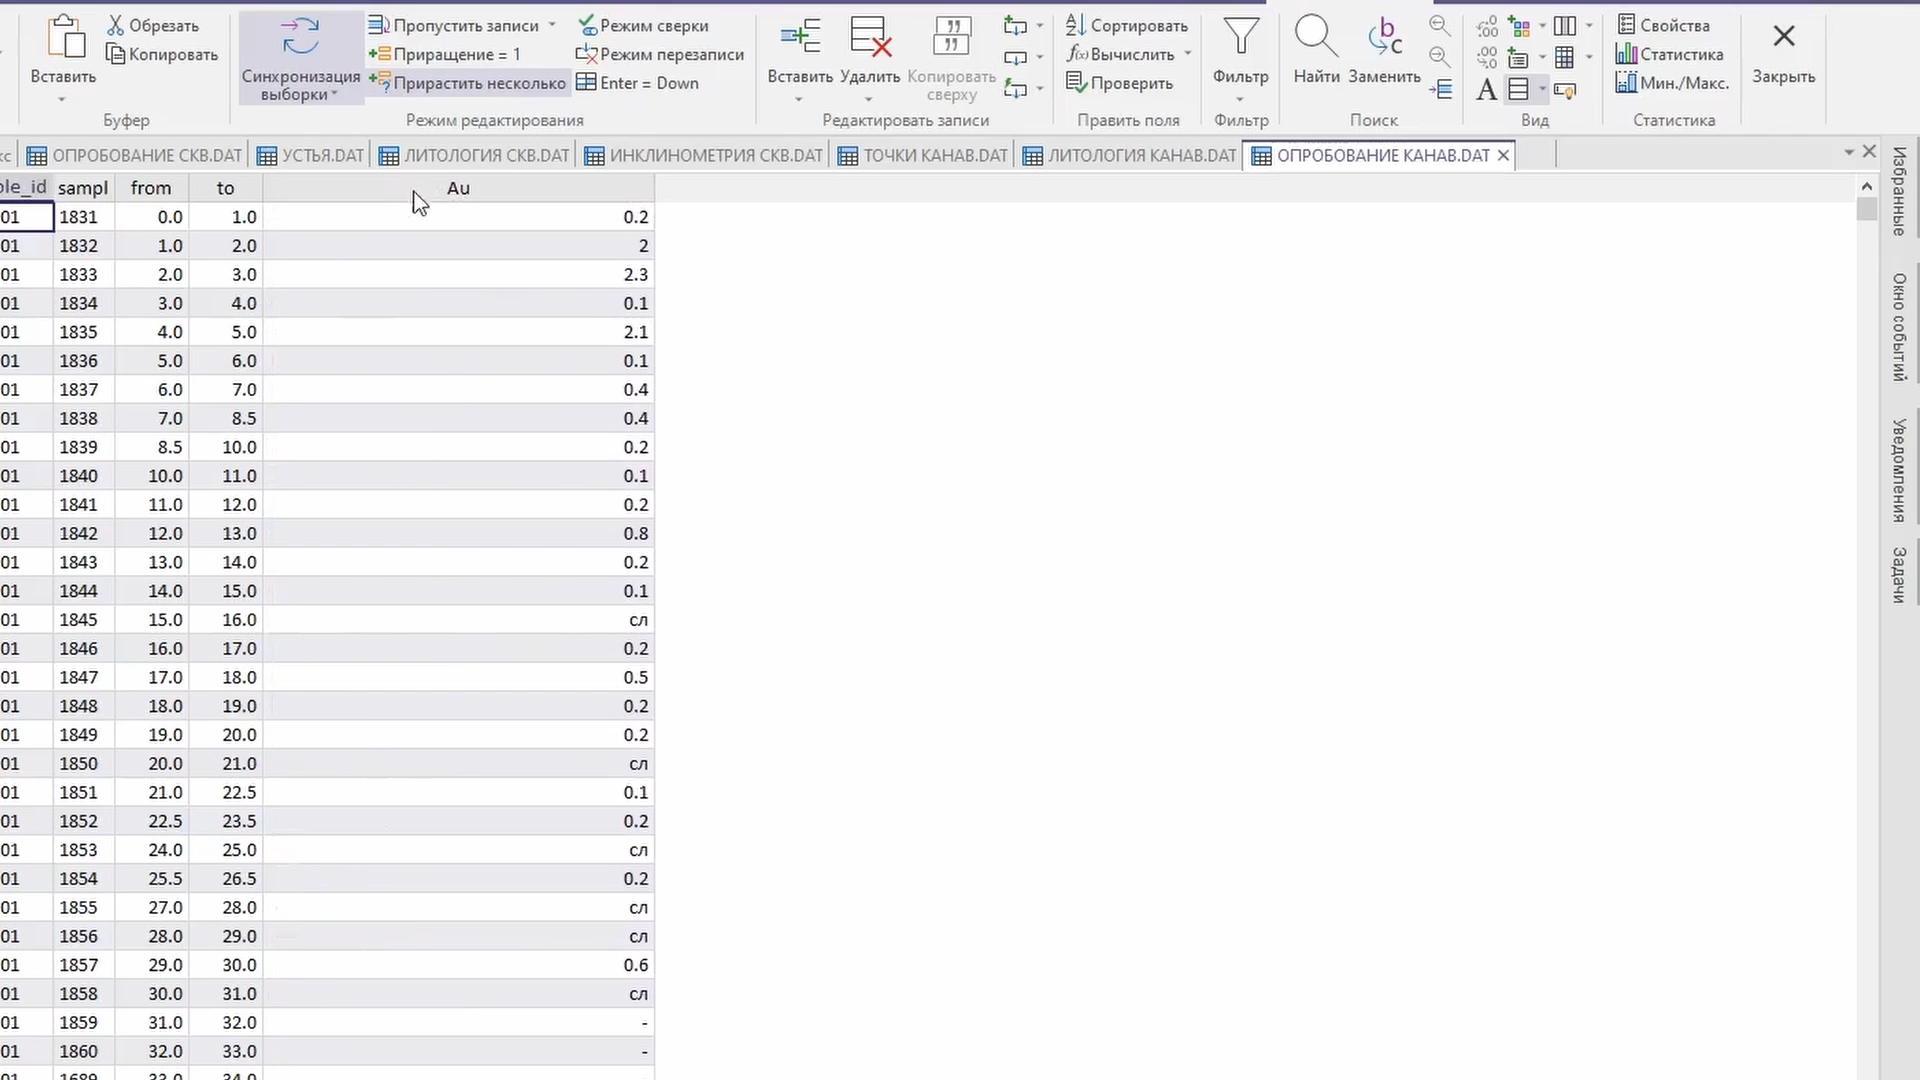 Вставить
Обрезать
Копировать
Буфер
Синхронизация
выборки
Пропустить записи
Приращение = 1
Прирастить несколько
Режим сверки
Режим перезаписи
Enter = Down
Режим редактирования
Вставить
Удалить
Копировать
сверху
Редактировать записи
Сортировать
Вычислить
Проверить
Править поля
Фильтр
Фильтр
Найти
Заменить
Поиск
Вид
Свойства
Статистика
Мин./Макс.
Статистика
Закрыть
ОПРОБОВАНИЕ СКВ.DAT
УСТЬЯ.DAT
ЛИТОЛОГИЯ СКВ.DAT
ИНКЛИНОМЕТРИЯ СКВ.DAT
ТОЧКИ КАНАВ.DAT
ЛИТОЛОГИЯ КАНАВ.DAT
ОПРОБОВАНИЕ КАНАВ.DAT
Избранные
Окно событий
Уведомления
Задачи
ole_id sampl from to Au
01 1831 0.0 1.0 0.2
01 1832 1.0 2.0 2
01 1833 2.0 3.0 2.3
01 1834 3.0 4.0 0.1
01 1835 4.0 5.0 2.1
01 1836 5.0 6.0 0.1
01 1837 6.0 7.0 0.4
01 1838 7.0 8.5 0.4
01 1839 8.5 10.0 0.2
01 1840 10.0 11.0 0.1
01 1841 11.0 12.0 0.2
01 1842 12.0 13.0 0.8
01 1843 13.0 14.0 0.2
01 1844 14.0 15.0 0.1
01 1845 15.0 16.0 сл
01 1846 16.0 17.0 0.2
01 1847 17.0 18.0 0.5
01 1848 18.0 19.0 0.2
01 1849 19.0 20.0 0.2
01 1850 20.0 21.0 сл
01 1851 21.0 22.5 0.1
01 1852 22.5 23.5 0.2
01 1853 24.0 25.0 сл
01 1854 25.5 26.5 0.2
01 1855 27.0 28.0 сл
01 1856 28.0 29.0 сл
01 1857 29.0 30.0 0.6
01 1858 30.0 31.0 сл
01 1859 31.0 32.0 -
01 1860 32.0 33.0 -